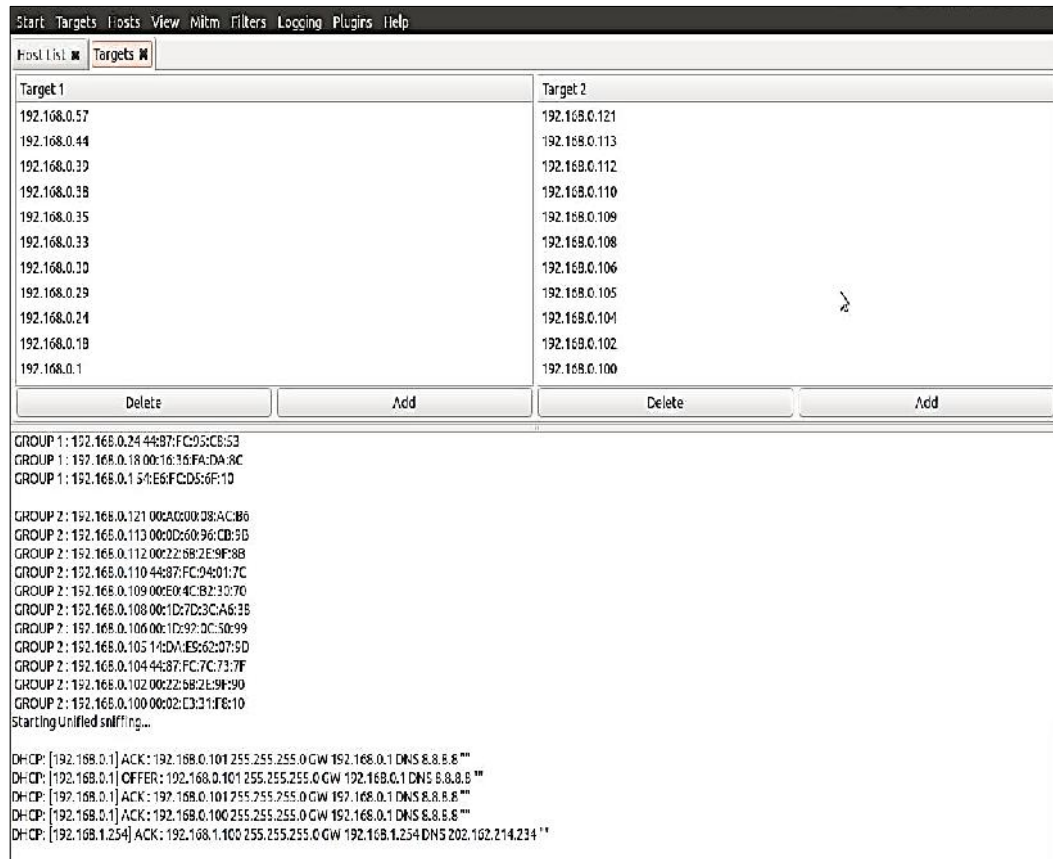 Start Targets Hosts View Mitm Filters Logging Plugins Help
Host List ✖ Targets ✖
Target 1 Target 2
192.168.0.57 192.168.0.121
192.168.0.44 192.168.0.113
192.168.0.39 192.168.0.112
192.168.0.38 192.168.0.110
192.168.0.35 192.168.0.109
192.168.0.33 192.168.0.108
192.168.0.30 192.168.0.106
192.168.0.29 192.168.0.105
192.168.0.24 192.168.0.104
192.168.0.18 192.168.0.102
192.168.0.1 192.168.0.100
Delete Add Delete Add
GROUP 1 : 192.168.0.24 44:87:FC:95:CB:53
GROUP 1 : 192.168.0.18 00:16:36:FA:DA:8C
GROUP 1 : 192.168.0.1 54:E6:FC:D5:6F:10
GROUP 2 : 192.168.0.121 00:A0:00:08:AC:B6
GROUP 2 : 192.168.0.113 00:0D:60:96:CB:9B
GROUP 2 : 192.168.0.112 00:22:6B:2E:9F:8B
GROUP 2 : 192.168.0.110 44:87:FC:94:01:7C
GROUP 2 : 192.168.0.109 00:E0:4C:B2:30:70
GROUP 2 : 192.168.0.108 00:1D:7D:3C:A6:3B
GROUP 2 : 192.168.0.106 00:1D:92:0C:50:99
GROUP 2 : 192.168.0.105 14:DA:E9:62:07:9D
GROUP 2 : 192.168.0.104 44:87:FC:7C:73:7F
GROUP 2 : 192.168.0.102 00:22:6B:2E:9F:90
GROUP 2 : 192.168.0.100 00:02:E3:31:F8:10
Starting Unified sniffing...
DHCP: [192.168.0.1] ACK : 192.168.0.101 255.255.255.0 GW 192.168.0.1 DNS 8.8.8.8 ""
DHCP: [192.168.0.1] OFFER : 192.168.0.101 255.255.255.0 GW 192.168.0.1 DNS 8.8.8.8 ""
DHCP: [192.168.0.1] ACK : 192.168.0.101 255.255.255.0 GW 192.168.0.1 DNS 8.8.8.8 ""
DHCP: [192.168.0.1] ACK : 192.168.0.100 255.255.255.0 GW 192.168.0.1 DNS 8.8.8.8 ""
DHCP: [192.168.1.254] ACK : 192.168.1.100 255.255.255.0 GW 192.168.1.254 DNS 202.162.214.234 ""